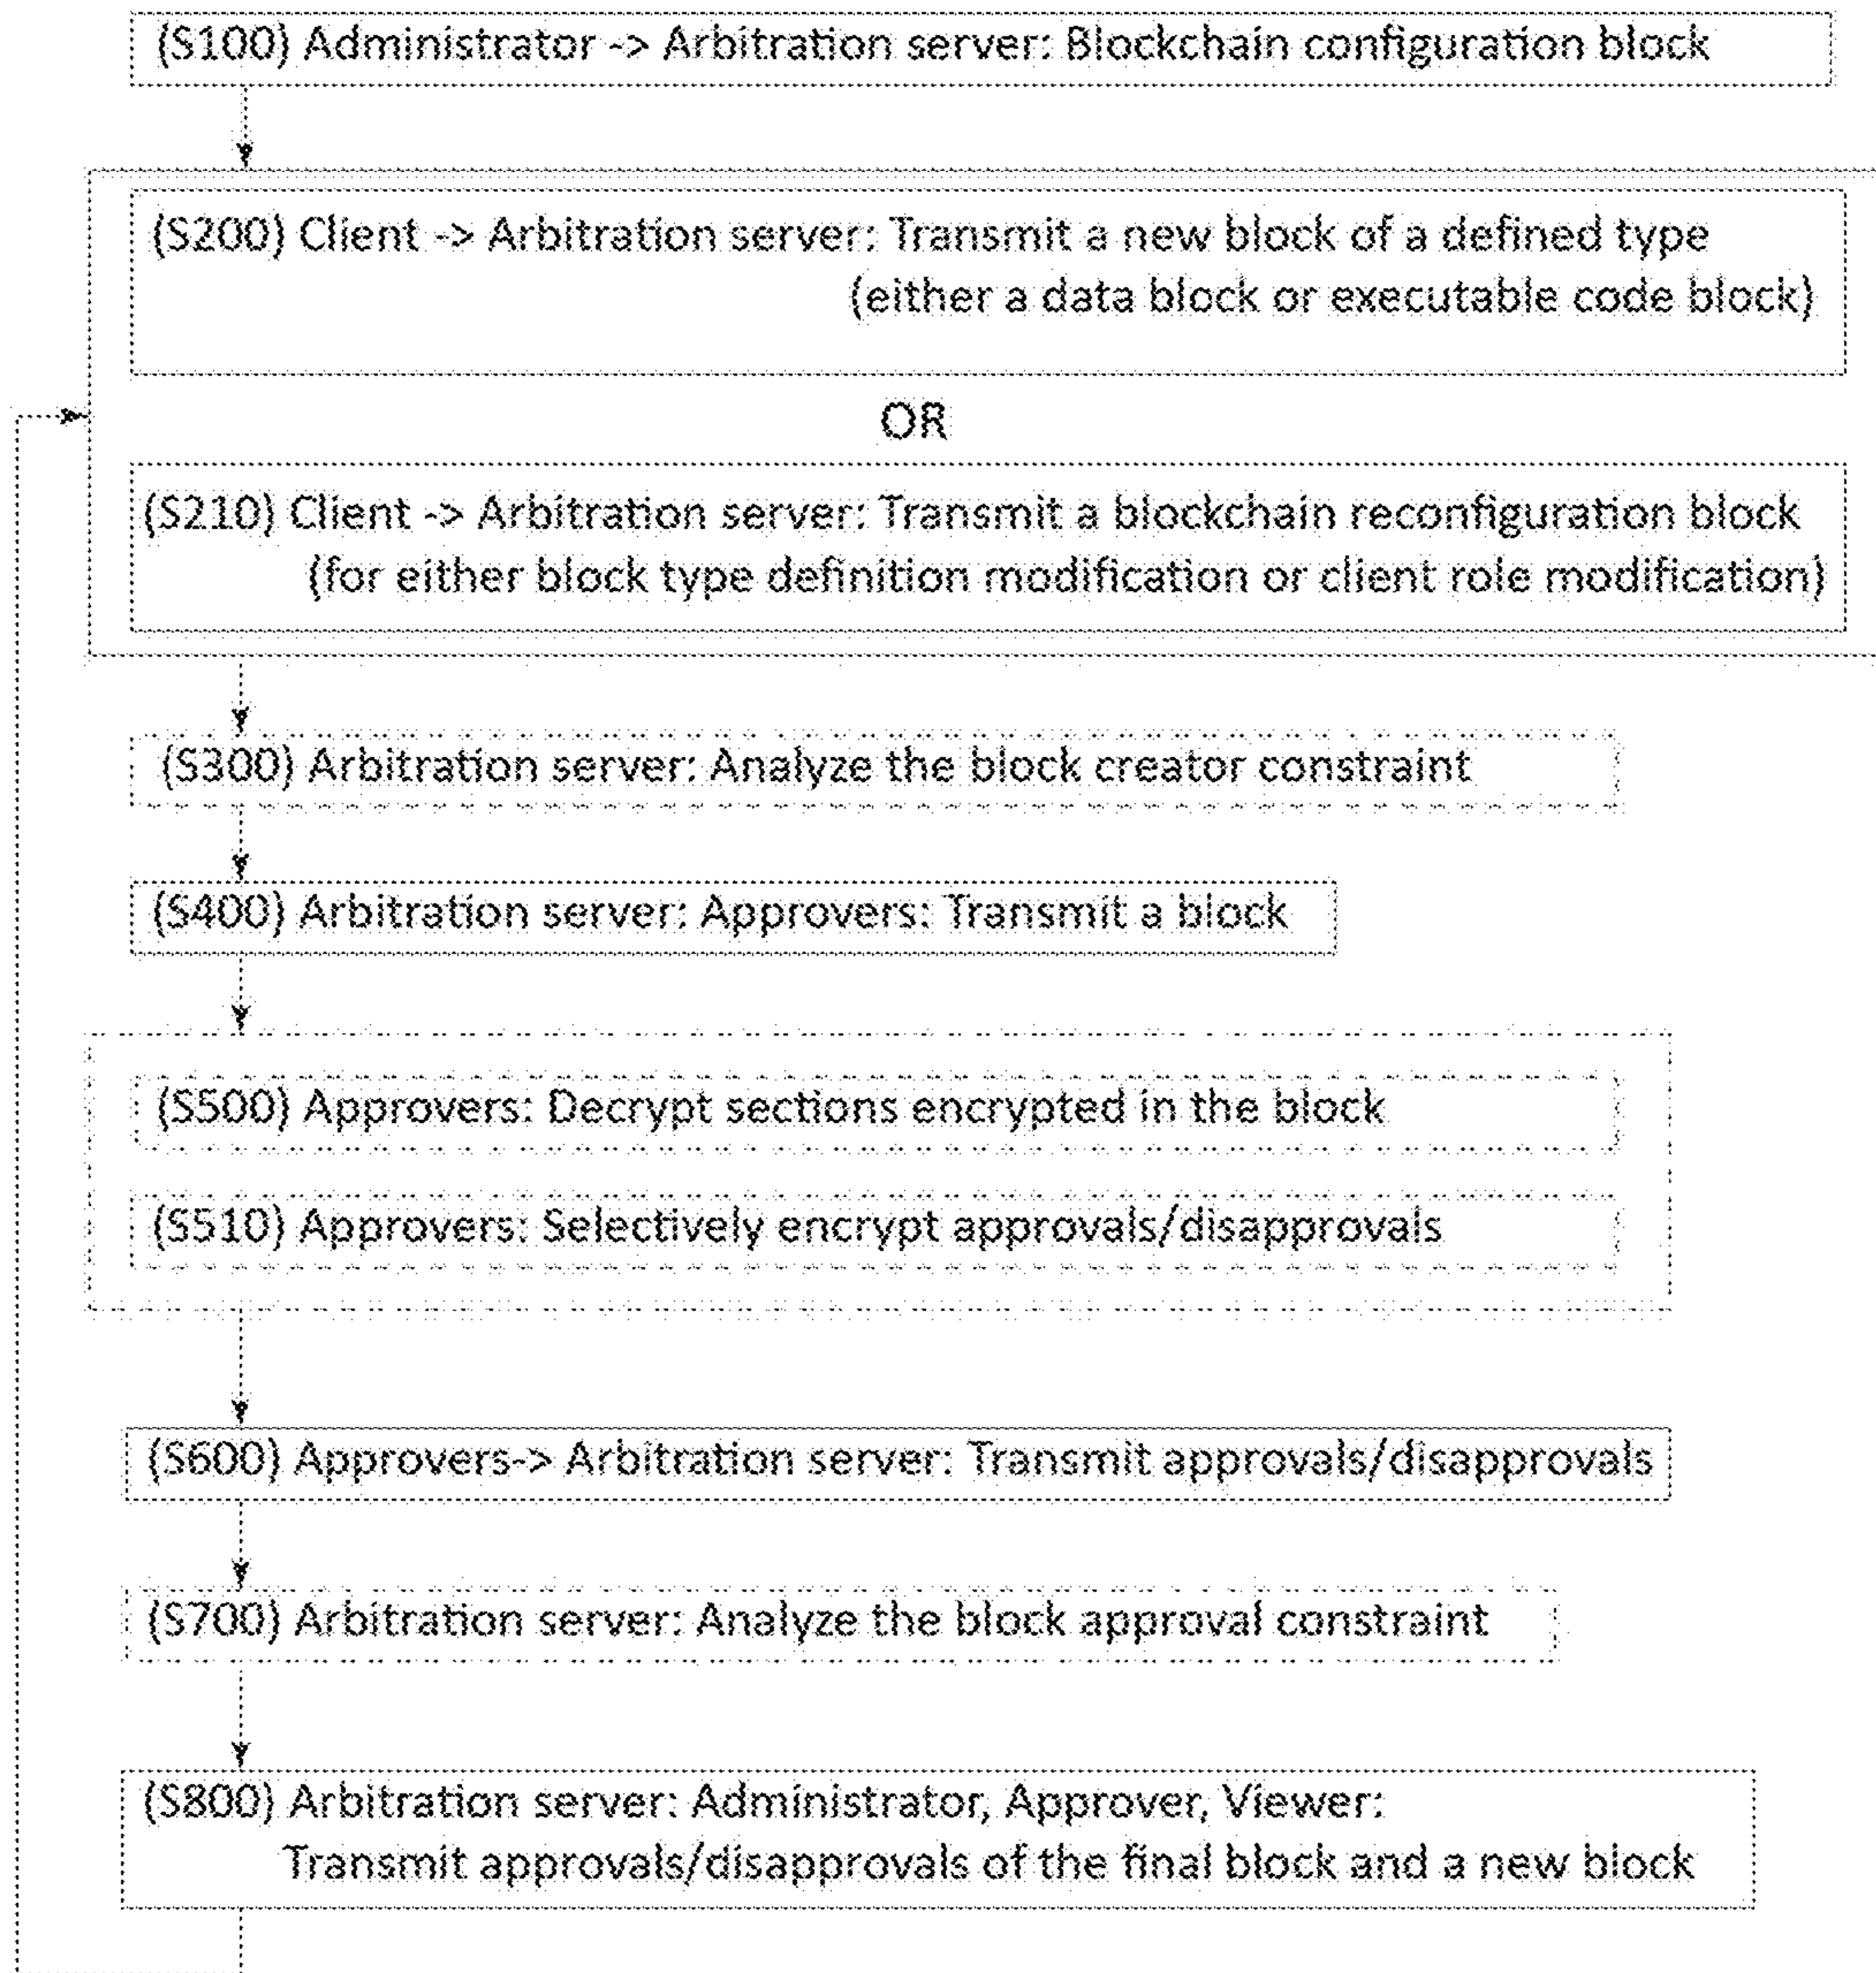 (S100) Administrator -> Arbitration server: Blockchain configuration block
(S200) Client -> Arbitration server: Transmit a new block of a defined type
(either a data block or executable code block)
OR
(S210) Client -> Arbitration server: Transmit a blockchain reconfiguration block
(for either block type definition modification or client role modification)
(S300) Arbitration server: Analyze the block creator constraint
(S400) Arbitration server: Approvers: Transmit a block
(S500) Approvers: Decrypt sections encrypted in the block
(S510) Approvers: Selectively encrypt approvals/disapprovals
(S600) Approvers-> Arbitration server: Transmit approvals/disapprovals
(S700) Arbitration server: Analyze the block approval constraint
(S800) Arbitration server: Administrator, Approver, Viewer:
Transmit approvals/disapprovals of the final block and a new block